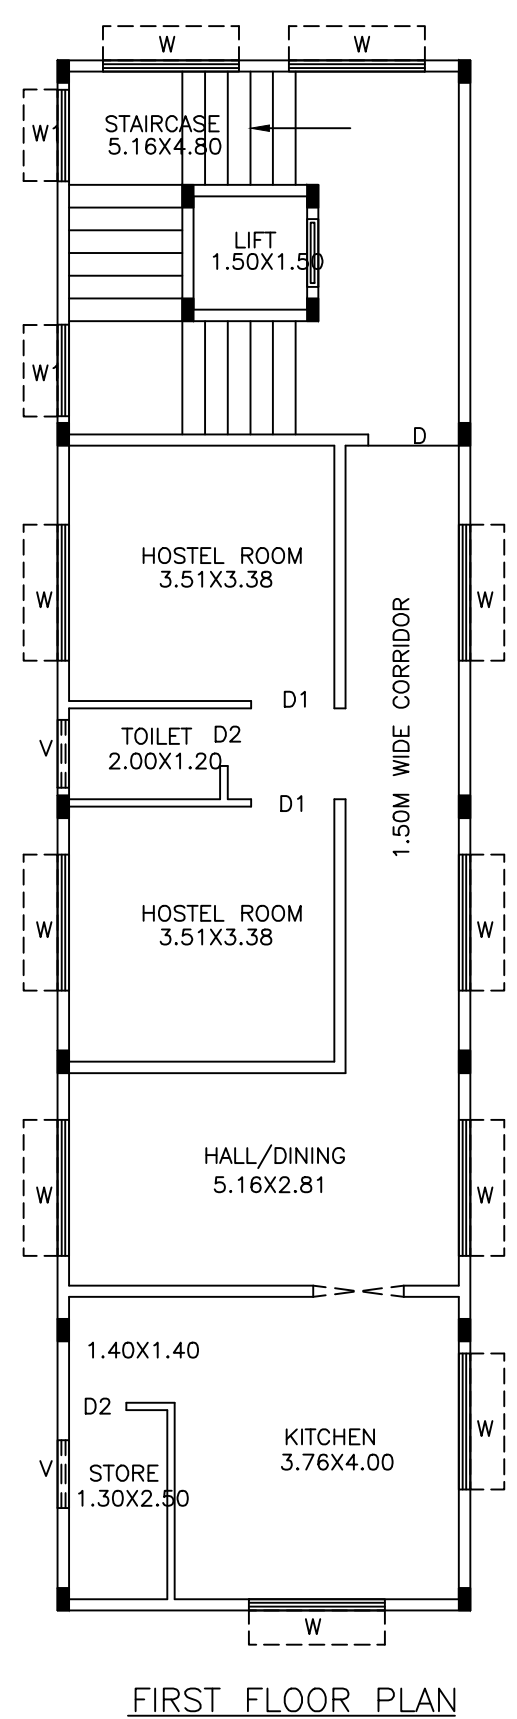 W W
STAIRCASE
5.16X4.80
W1
LIFT
1.50X1.50
W1
D
HOSTEL ROOM
3.51X3.38
W W
1.50M WIDE CORRIDOR
D1
TOILET D2
2.00X1.20
V
D1
HOSTEL ROOM
3.51X3.38
W W
HALL/DINING
5.16X2.81
W W
1.40X1.40
D2
KITCHEN
3.76X4.00
W
V
STORE
1.30X2.50
W
FIRST FLOOR PLAN